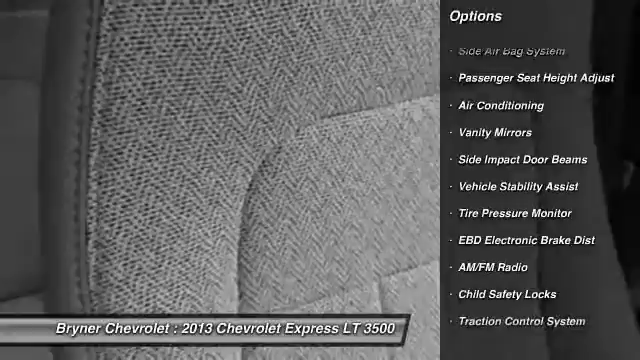 Options
· Side Air Bag System
· Passenger Seat Height Adjust
· Air Conditioning
· Vanity Mirrors
· Side Impact Door Beams
· Vehicle Stability Assist
· Tire Pressure Monitor
· EBD Electronic Brake Dist
· AM/FM Radio
· Child Safety Locks
· Traction Control System
Bryner Chevrolet : 2013 Chevrolet Express LT 3500